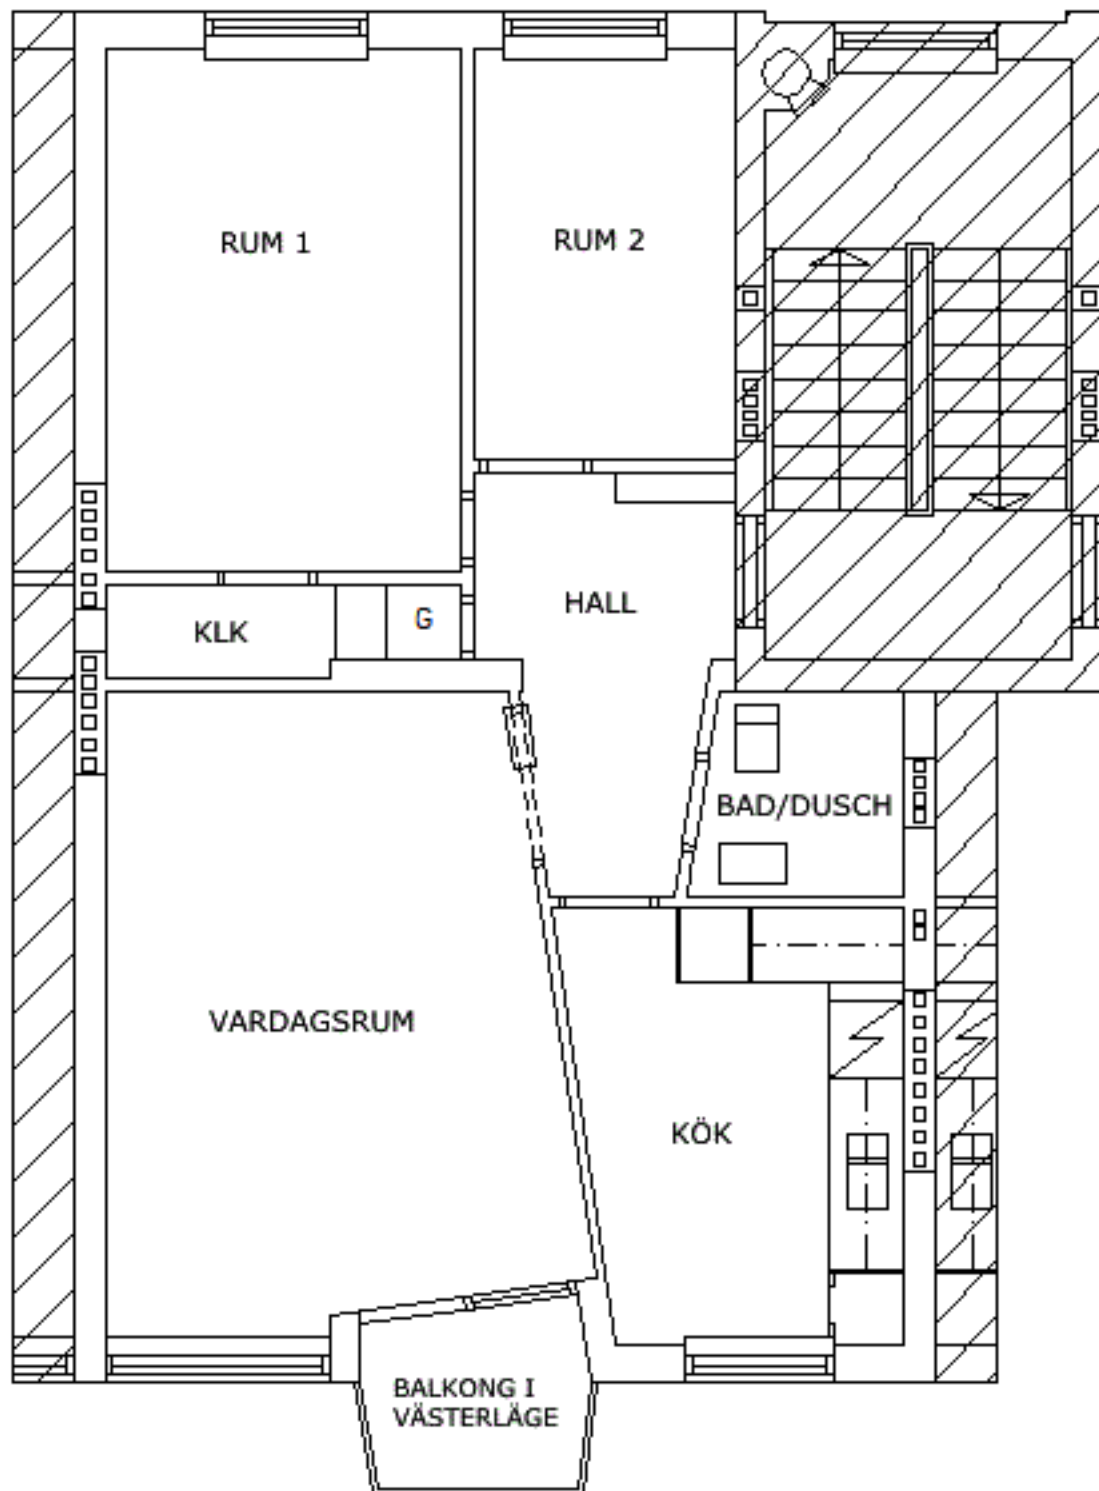 RUM 1
RUM 2
HALL
KLK
G
BAD/DUSCH
VARDAGSRUM
KÖK
BALKONG I
VÄSTERLÄGE